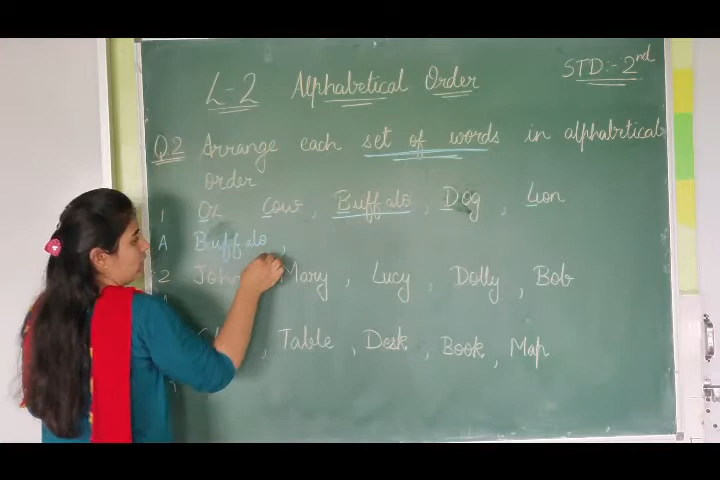 L-2 Alphabetical Order STD:- 2nd
Q.2 Arrange each set of words in alphabetical
order
1 Ox Cow, Buffalo, Dog, Lion
A Buffalo,
2 John Mary, Lucy, Dolly, Bob
, Table, Desk, Book, Map